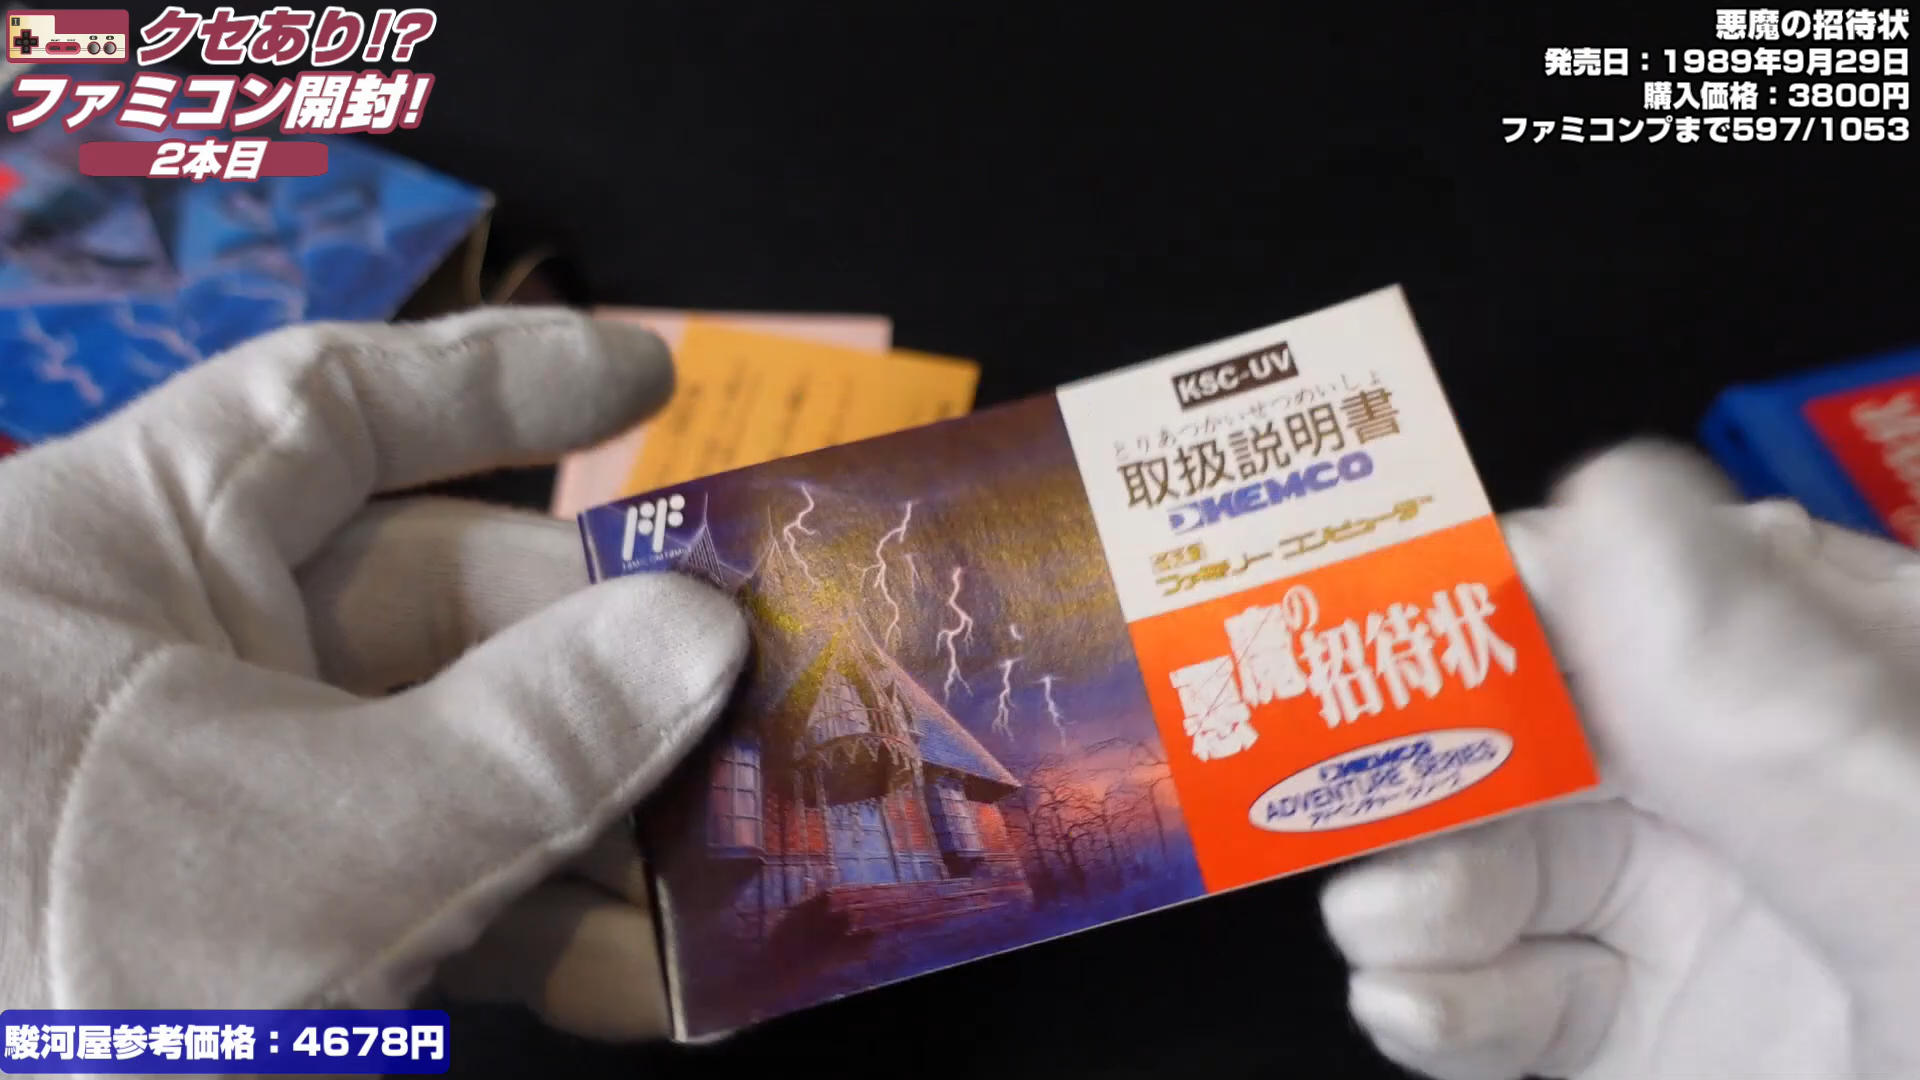 クセあり!?
ファミコン開封!
2本目
悪魔の招待状
発売日：1989年9月29日
購入価格：3800円
ファミコンプまで597/1053
KSC-UV
とりあつかいせつめいしょ
取扱説明書
KEMCO
ファミリーコンピューター
悪魔の招待状
KEMCO
ADVENTURE SERIES
アドベンチャーシリーズ
駿河屋参考価格：4678円